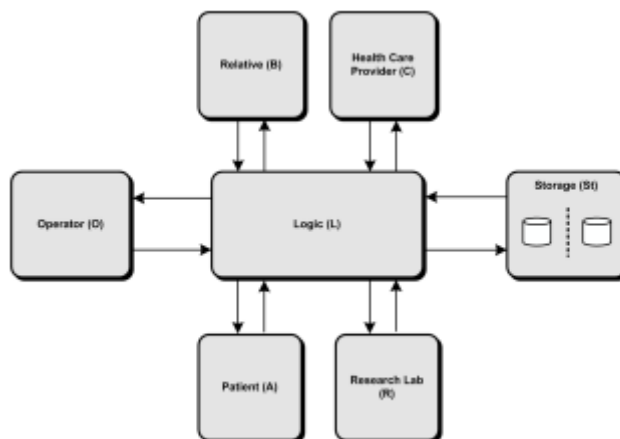 Relative (B)
Health Care
Provider (C)
Operator (O)
Logic (L)
Storage (St)
Patient (A)
Research Lab
(R)